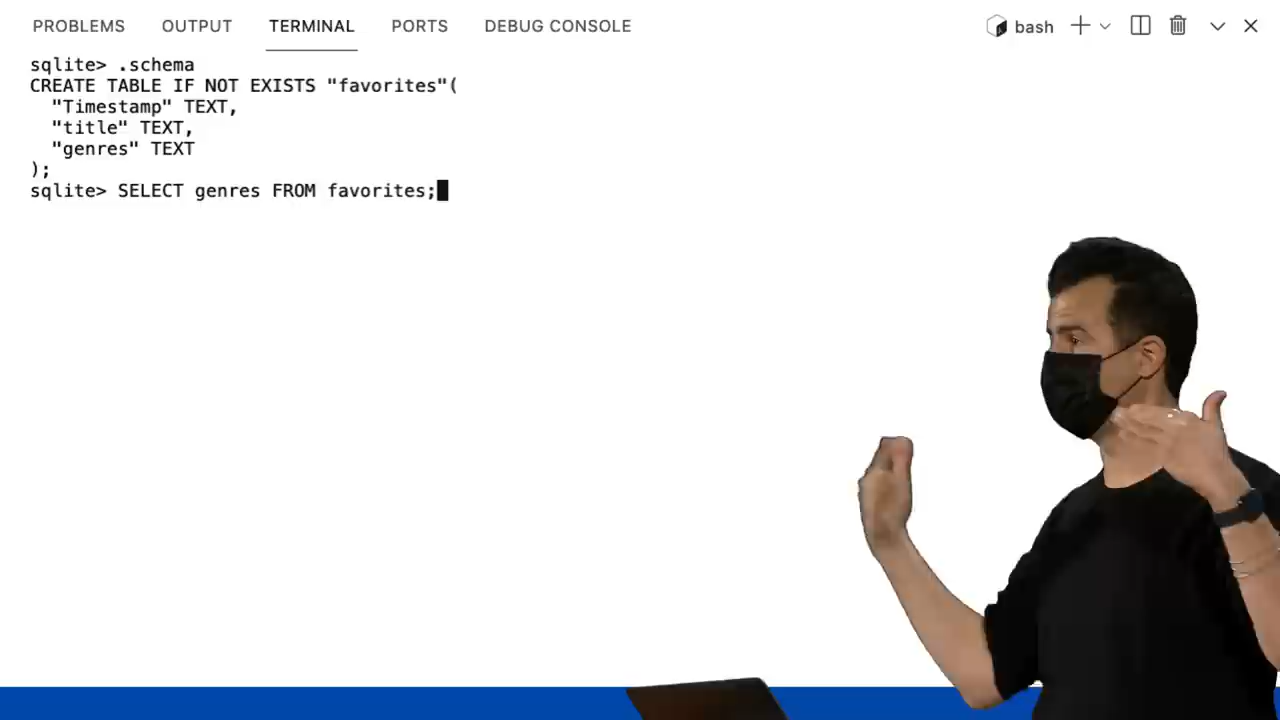 PROBLEMS OUTPUT TERMINAL PORTS DEBUG CONSOLE bash
sqlite> .schema
CREATE TABLE IF NOT EXISTS "favorites"(
  "Timestamp" TEXT,
  "title" TEXT,
  "genres" TEXT
);
sqlite> SELECT genres FROM favorites;